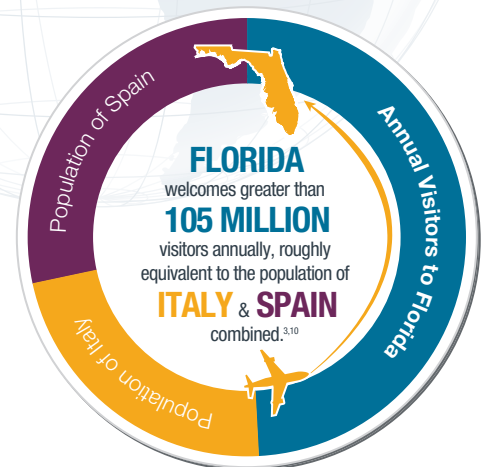 Population of Spain
Annual Visitors to Florida
Population of Italy
FLORIDA
welcomes greater than
105 MILLION
visitors annually, roughly
equivalent to the population of
ITALY & SPAIN
combined.3,10